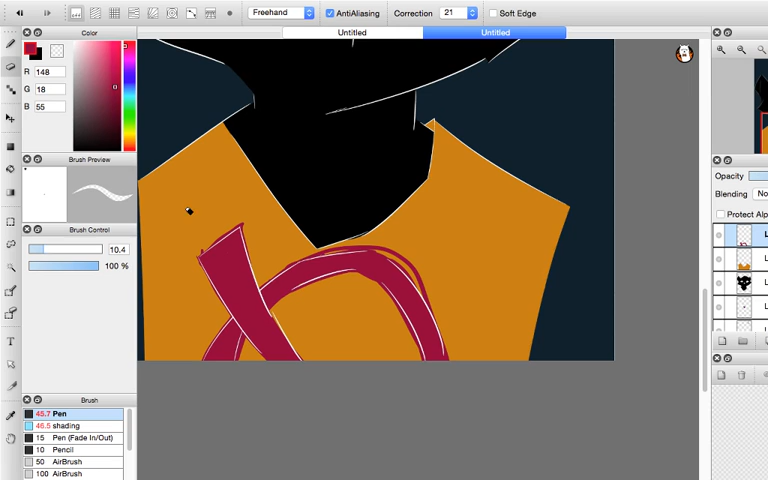 Freehand AntiAliasing Correction 21 Soft Edge
Untitled Untitled
Color
R 148
G 18
B 55
Brush Preview
Brush Control
10.4
100 %
Brush
45.7 Pen
46.5 shading
15 Pen (Fade In/Out)
10 Pencil
50 AirBrush
100 AirBrush
T
Opacity
Blending
Protect